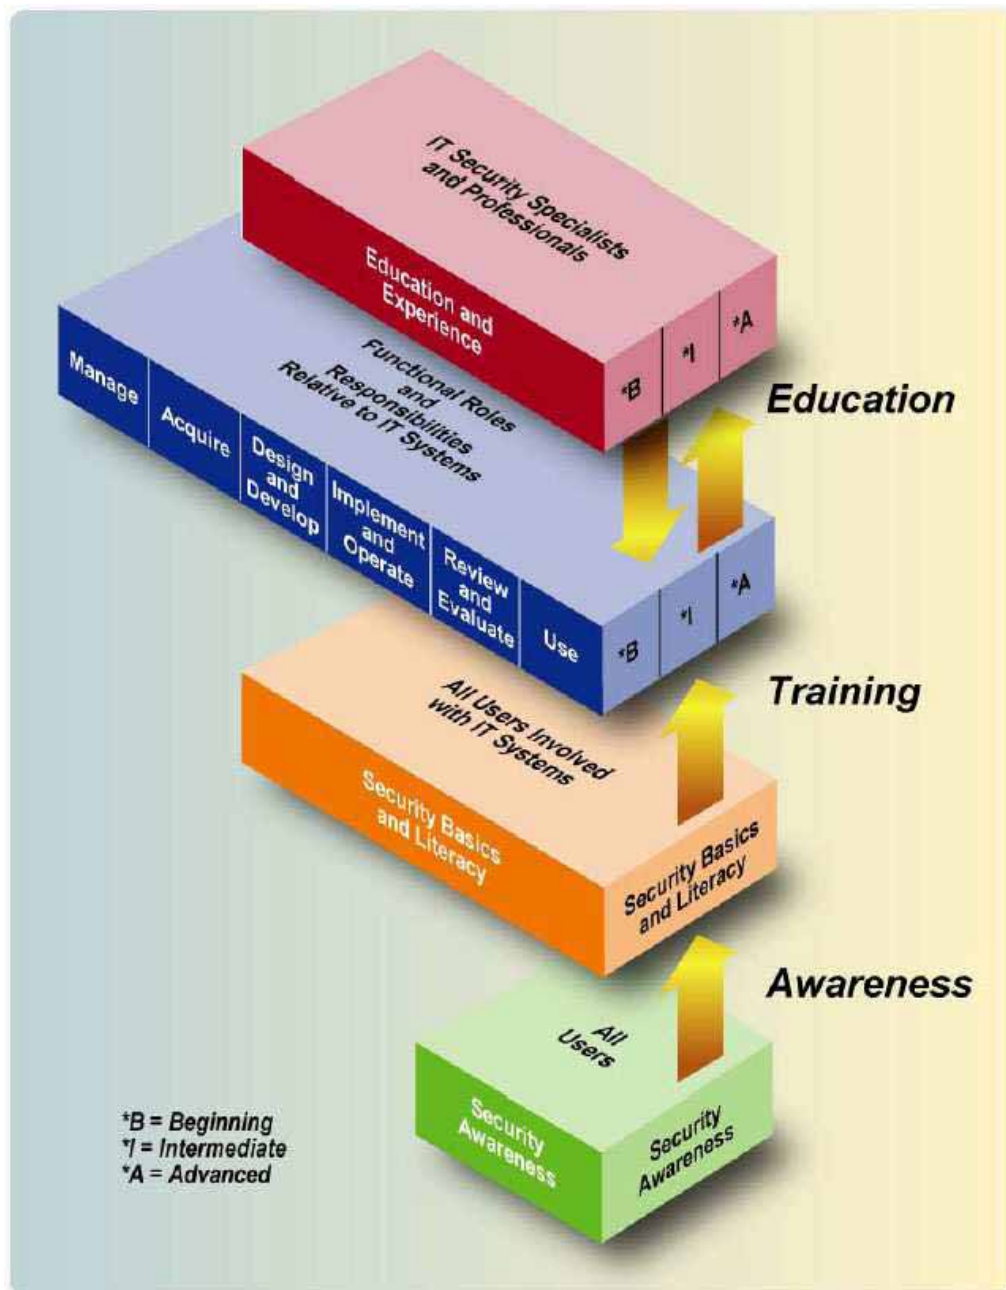 IT Security Specialists
and Professionals
Education and
Experience
*B
*I
*A
Education
Functional Roles
and
Responsibilities
Relative to IT Systems
Manage
Acquire
Design
and
Develop
Implement
and
Operate
Review
and
Evaluate
Use
*B
*I
*A
Training
All Users Involved
with IT Systems
Security Basics
and Literacy
Security Basics
and Literacy
Awareness
All
Users
Security
Awareness
Security
Awareness
*B = Beginning
*I = Intermediate
*A = Advanced